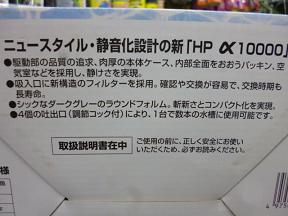 ニュースタイル・静音化設計の新「HP α10000」
●駆動部の品質の追求、肉厚の本体ケース、内部全面をおおうパッキン、空
気室などを採用し、静けさを実現。
●吸入口に新構造のフィルターを採用。確認や交換が容易で、交換時期も
長寿命。
●シックなダークグレーのラウンドフォルム。斬新さとコンパクト化を実現。
●4個の吐出口(調節コック付)により、1台で数本の水槽に使用可能です。
取扱説明書在中
ご使用の前に、正しく安全にお使い
いただくため、必ずお読みください。
様